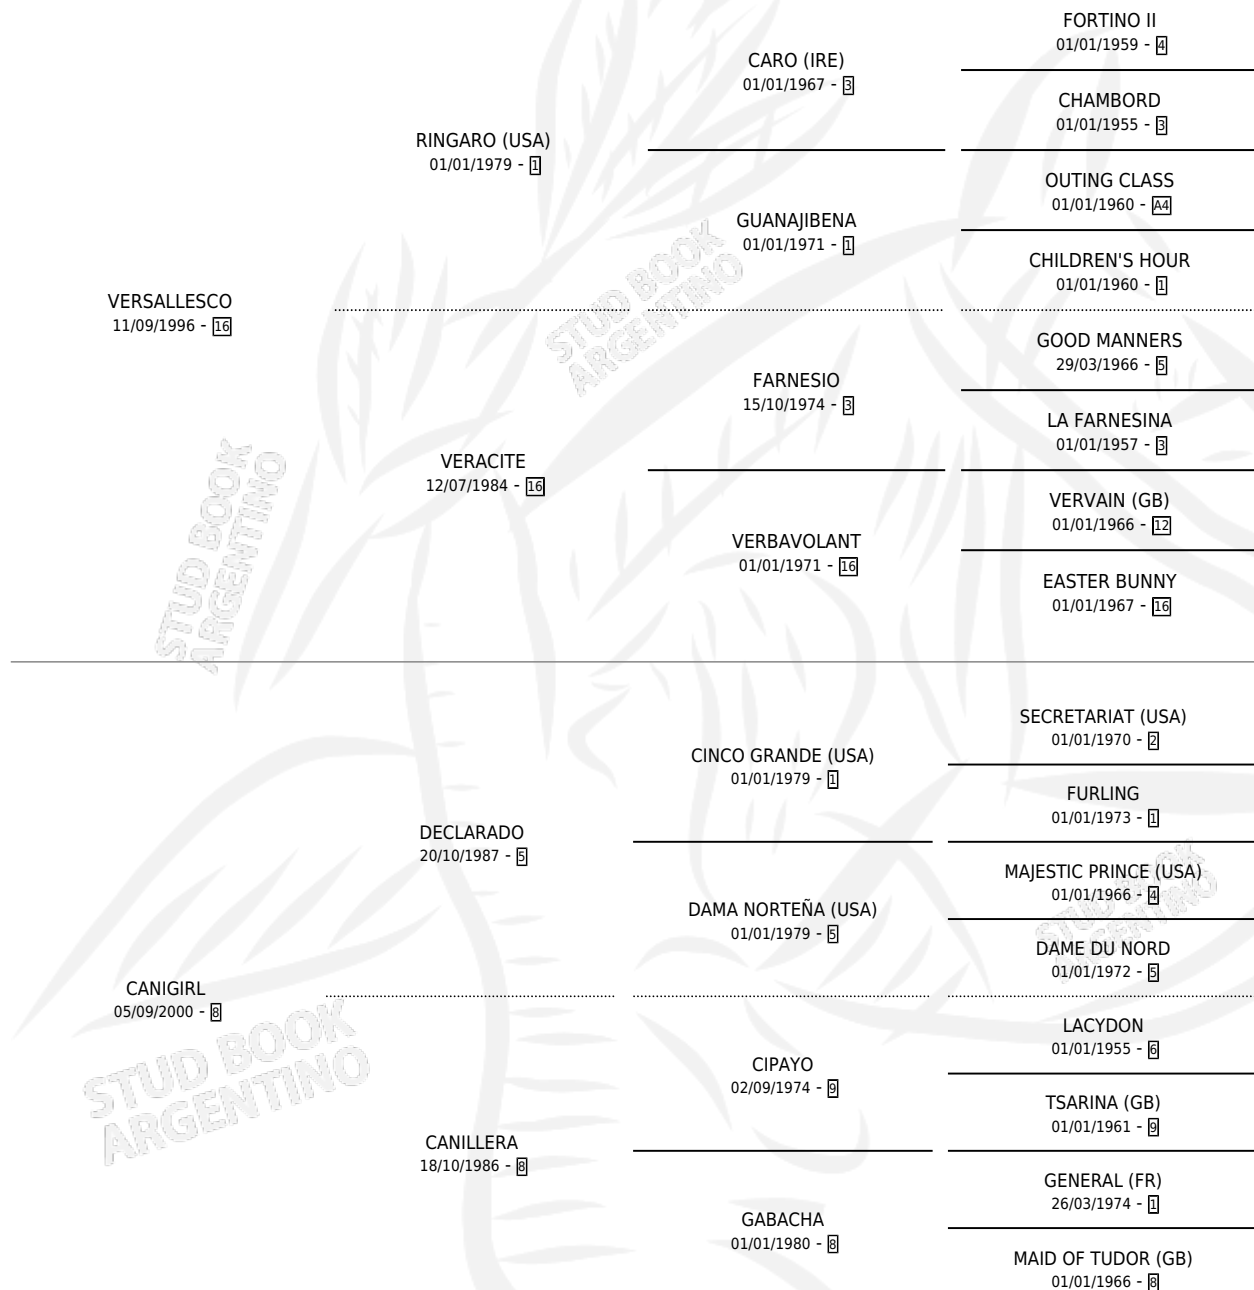 FORTINO II
01/01/1959 - 4
CARO (IRE)
01/01/1967 - 3
CHAMBORD
01/01/1955 - 3
RINGARO (USA)
01/01/1979 - 1
OUTING CLASS
01/01/1960 - A4
GUANAJIBENA
01/01/1971 - 1
CHILDREN'S HOUR
01/01/1960 - 1
VERSALLESCO
11/09/1996 - 16
GOOD MANNERS
29/03/1966 - 5
FARNESIO
15/10/1974 - 3
LA FARNESINA
01/01/1957 - 3
VERACITE
12/07/1984 - 16
VERVAIN (GB)
01/01/1966 - 12
VERBAVOLANT
01/01/1971 - 16
EASTER BUNNY
01/01/1967 - 16
SECRETARIAT (USA)
01/01/1970 - 2
CINCO GRANDE (USA)
01/01/1979 - 1
FURLING
01/01/1973 - 1
DECLARADO
20/10/1987 - 5
MAJESTIC PRINCE (USA)
01/01/1966 - 4
DAMA NORTEÑA (USA)
01/01/1979 - 5
DAME DU NORD
01/01/1972 - 5
CANIGIRL
05/09/2000 - 8
LACYDON
01/01/1955 - 6
CIPAYO
02/09/1974 - 9
TSARINA (GB)
01/01/1961 - 9
CANILLERA
18/10/1986 - 8
GENERAL (FR)
26/03/1974 - 1
GABACHA
01/01/1980 - 8
MAID OF TUDOR (GB)
01/01/1966 - 8
STUD BOOK
ARGENTINO
STUD BOOK
ARGENTINO
STUD BOOK
ARGENTINO
STUD BOOK
ARGENTINO